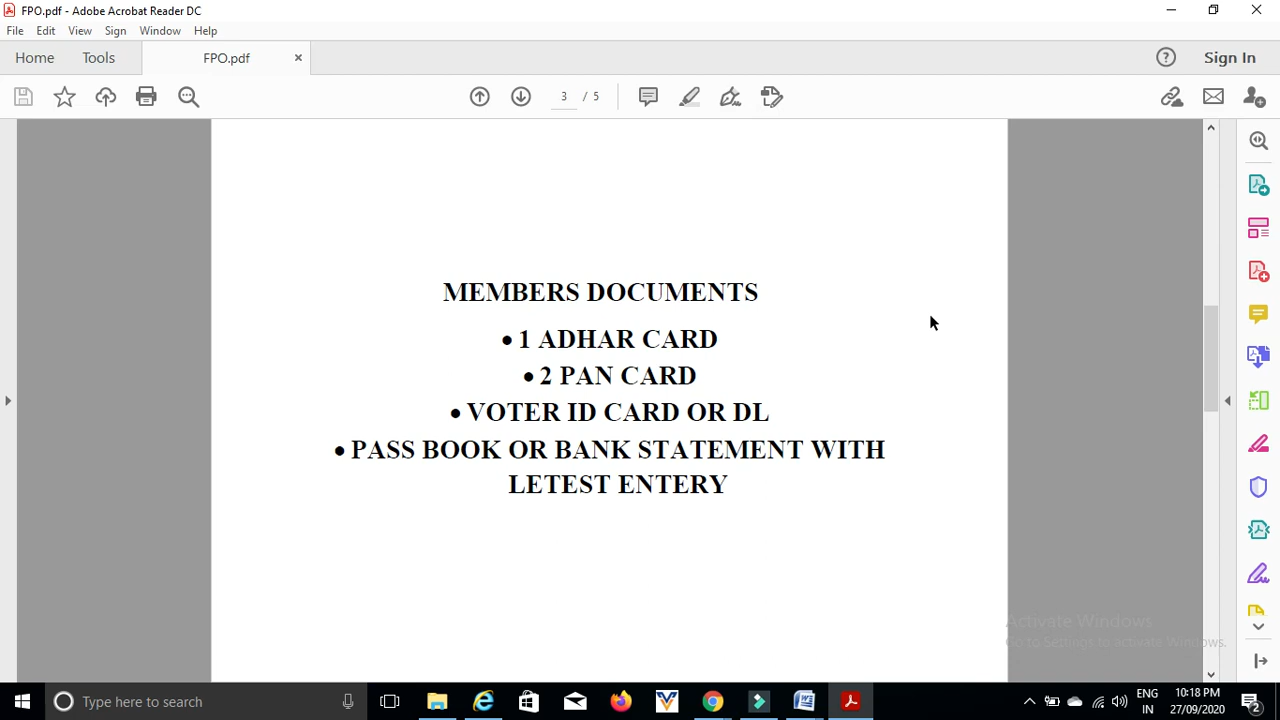 FPO.pdf - Adobe Acrobat Reader DC
File Edit View Sign Window Help
Home Tools FPO.pdf × Sign In
3 / 5
MEMBERS DOCUMENTS
• 1 ADHAR CARD
• 2 PAN CARD
• VOTER ID CARD OR DL
• PASS BOOK OR BANK STATEMENT WITH
LETEST ENTERY
Activate Windows
Go to Settings to activate Windows.
Type here to search
ENG 10:18 PM
IN 27/09/2020 2